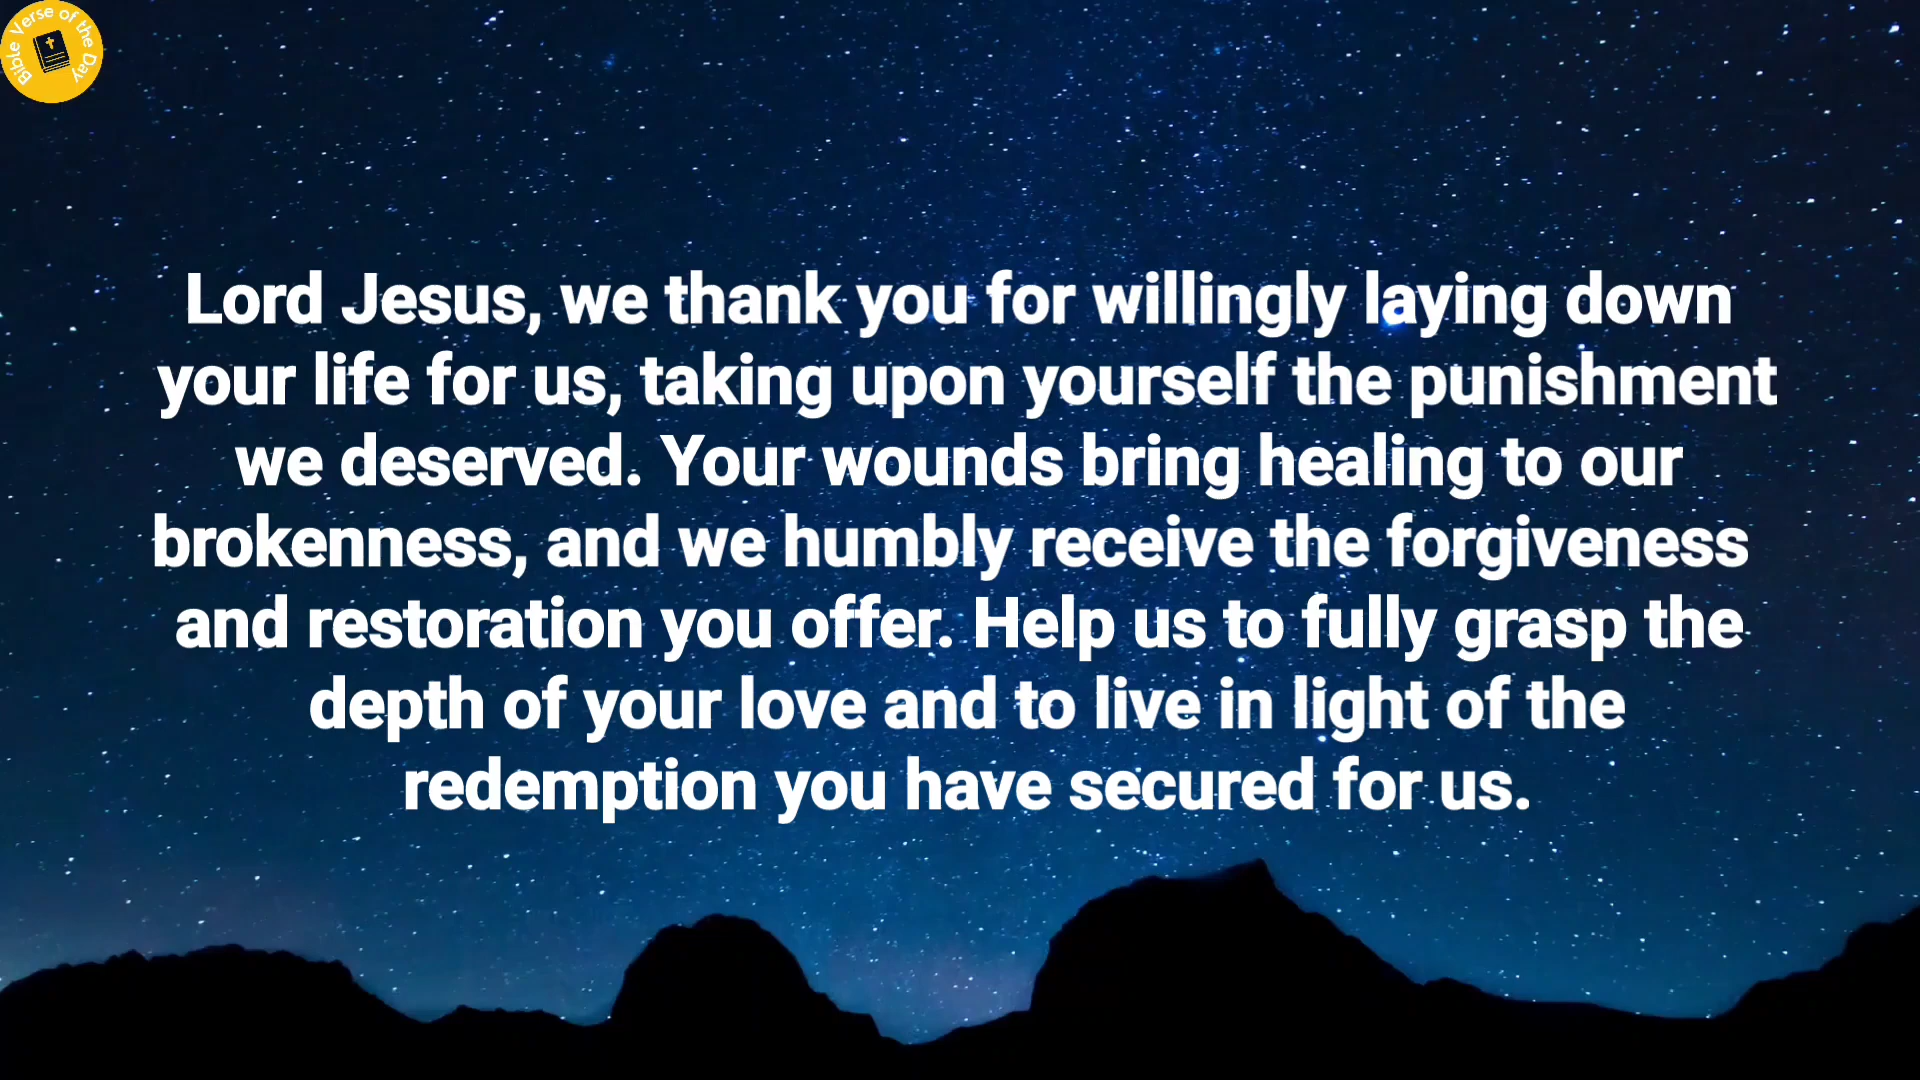 Bible Verse of the Day
Lord Jesus, we thank you for willingly laying down
your life for us, taking upon yourself the punishment
we deserved. Your wounds bring healing to our
brokenness, and we humbly receive the forgiveness
and restoration you offer. Help us to fully grasp the
depth of your love and to live in light of the
redemption you have secured for us.